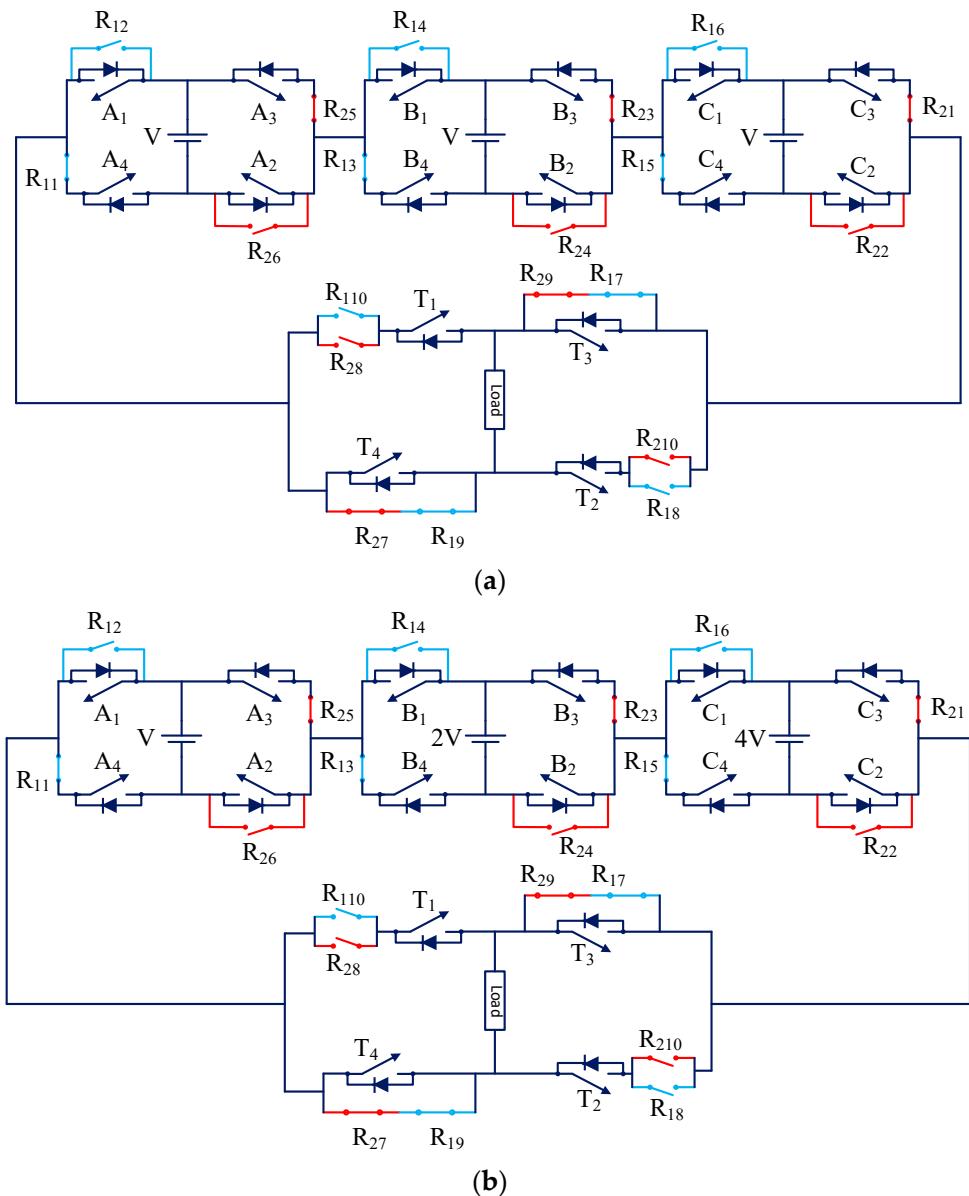 R12 R14 R16
A1 A3 R25 B1 B3 R23 C1 C3 R21
V V V
R11 A4 A2 R13 B4 B2 R15 C4 C2
R26 R24 R22
R29 R17
R110 T1
R28 T3
Load
T4 R210
T2 R18
R27 R19
(a)
R12 R14 R16
A1 A3 R25 B1 B3 R23 C1 C3 R21
V 2V 4V
R11 A4 A2 R13 B4 B2 R15 C4 C2
R26 R24 R22
R29 R17
R110 T1
R28 T3
Load
T4 R210
T2 R18
R27 R19
(b)